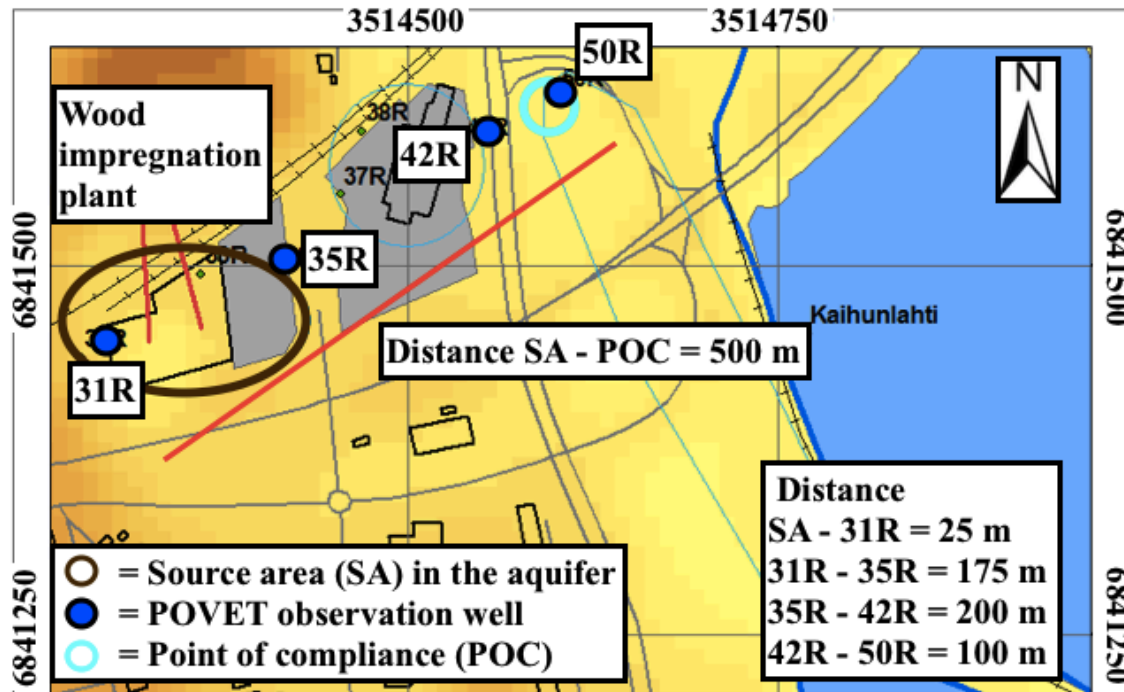 3514500
3514750
50R
N
Wood
impregnation
plant
38R
42R
37R
6841500
35R
6841500
Kaihunlahti
Distance SA - POC = 500 m
31R
Distance
SA - 31R = 25 m
31R - 35R = 175 m
35R - 42R = 200 m
42R - 50R = 100 m
= Source area (SA) in the aquifer
= POVET observation well
= Point of compliance (POC)
6841250
6841250